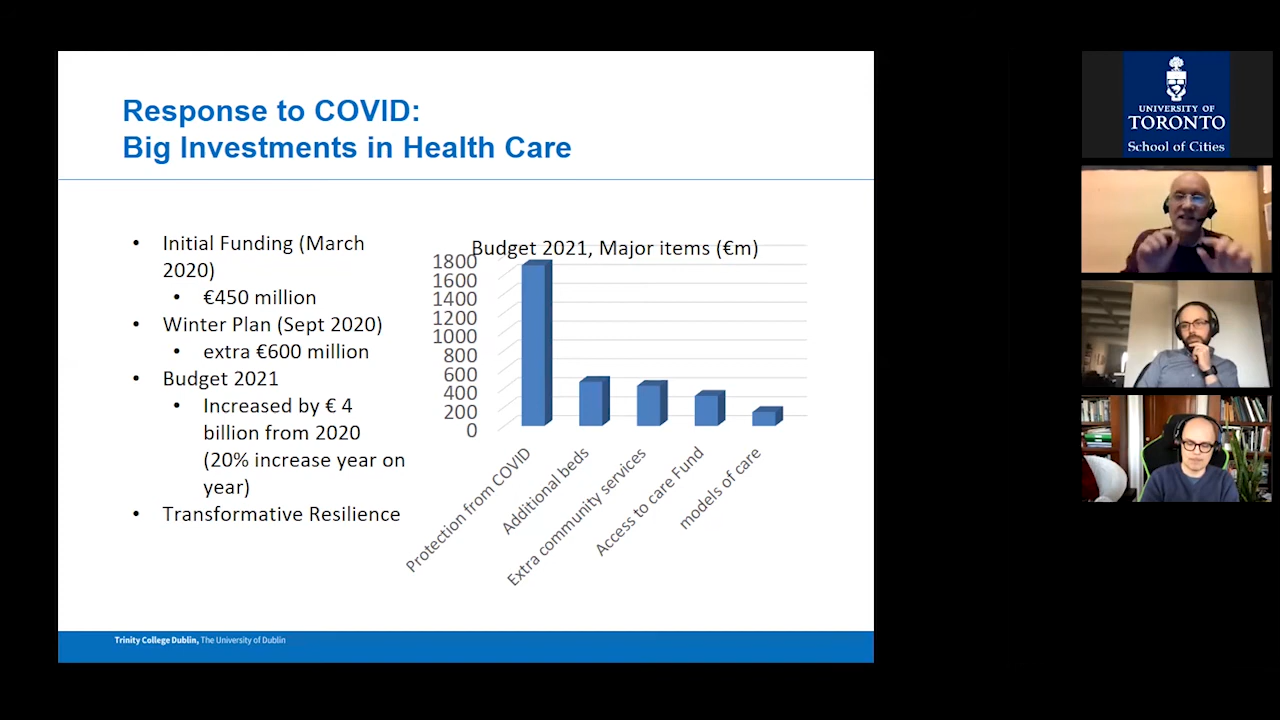 Response to COVID:
Big Investments in Health Care
• Initial Funding (March
2020)
• €450 million
• Winter Plan (Sept 2020)
• extra €600 million
• Budget 2021
• Increased by € 4
billion from 2020
(20% increase year on
year)
• Transformative Resilience
Budget 2021, Major items (€m)
1800
1600
1400
1200
1000
800
600
400
200
0
Protection from COVID
Additional beds
Extra community services
Access to care Fund
models of care
Trinity College Dublin, The University of Dublin
UNIVERSITY OF
TORONTO
School of Cities